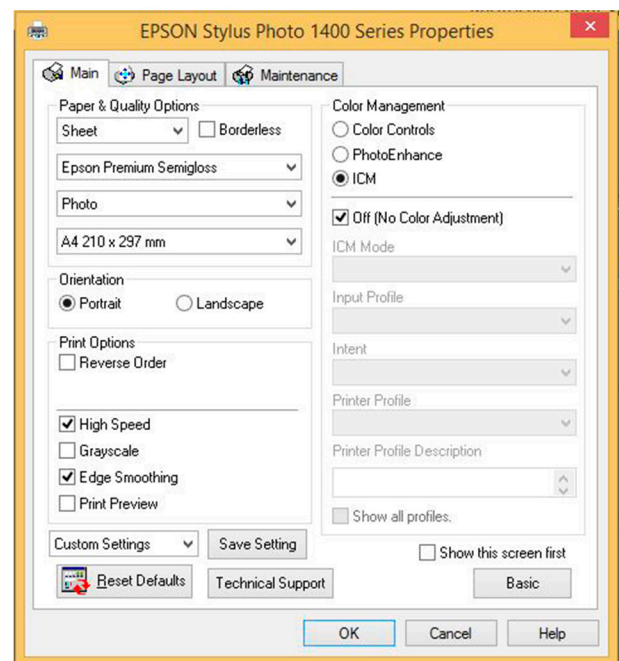 EPSON Stylus Photo 1400 Series Properties
Main Page Layout Maintenance
Paper & Quality Options
Sheet Borderless
Epson Premium Semigloss
Photo
A4 210 x 297 mm
Orientation
Portrait Landscape
Print Options
Reverse Order
High Speed
Grayscale
Edge Smoothing
Print Preview
Custom Settings Save Setting
Reset Defaults Technical Support
Color Management
Color Controls
PhotoEnhance
ICM
Off (No Color Adjustment)
ICM Mode
Input Profile
Intent
Printer Profile
Printer Profile Description
Show all profiles.
Show this screen first
Basic
OK Cancel Help